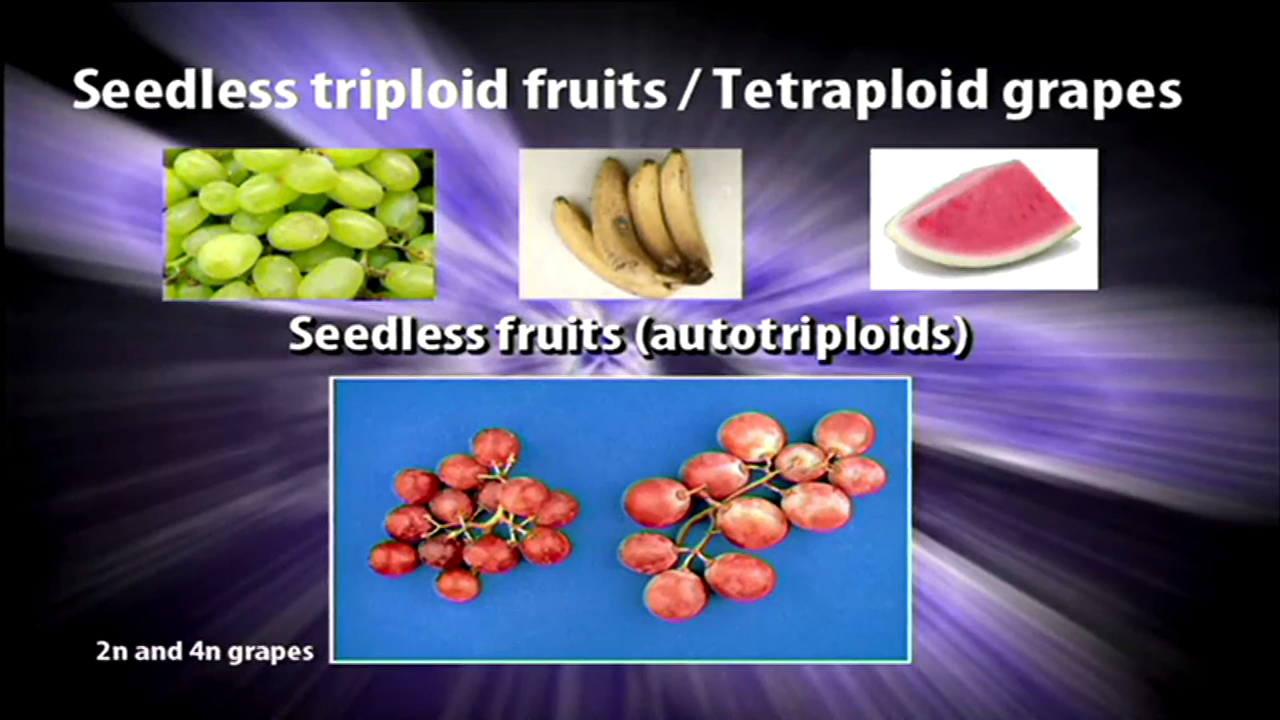 Seedless triploid fruits / Tetraploid grapes
Seedless fruits (autotriploids)
2n and 4n grapes